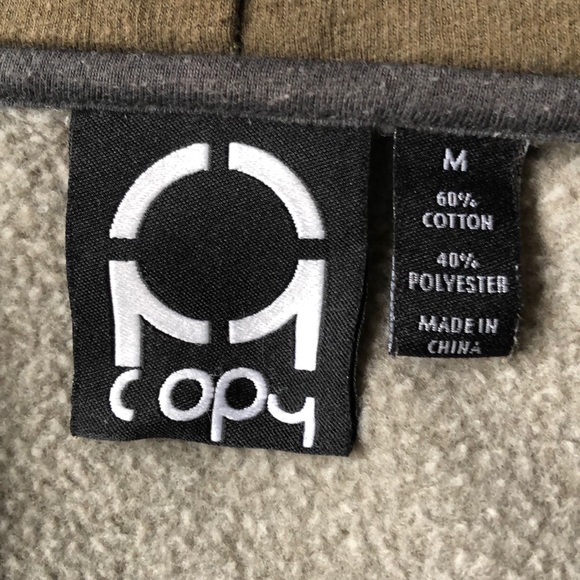 copy
M
60%
COTTON
40%
POLYESTER
MADE IN
CHINA